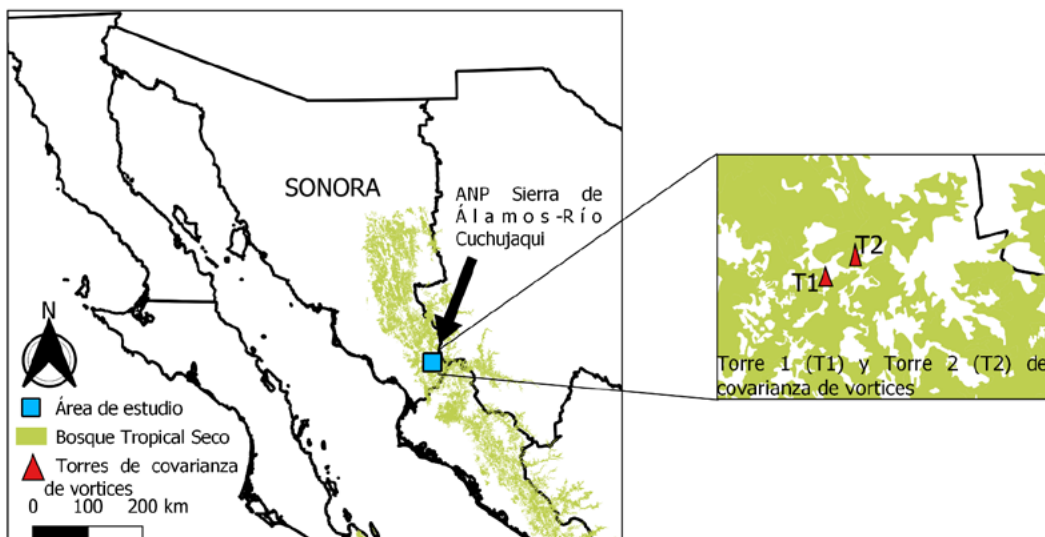 SONORA
ANP Sierra de
Álamos-Río
Cuchujaqui
N
Área de estudio
Bosque Tropical Seco
Torres de covarianza
de vortices
0 100 200 km
T2
T1
Torre 1 (T1) y Torre 2 (T2) de
covarianza de vortices